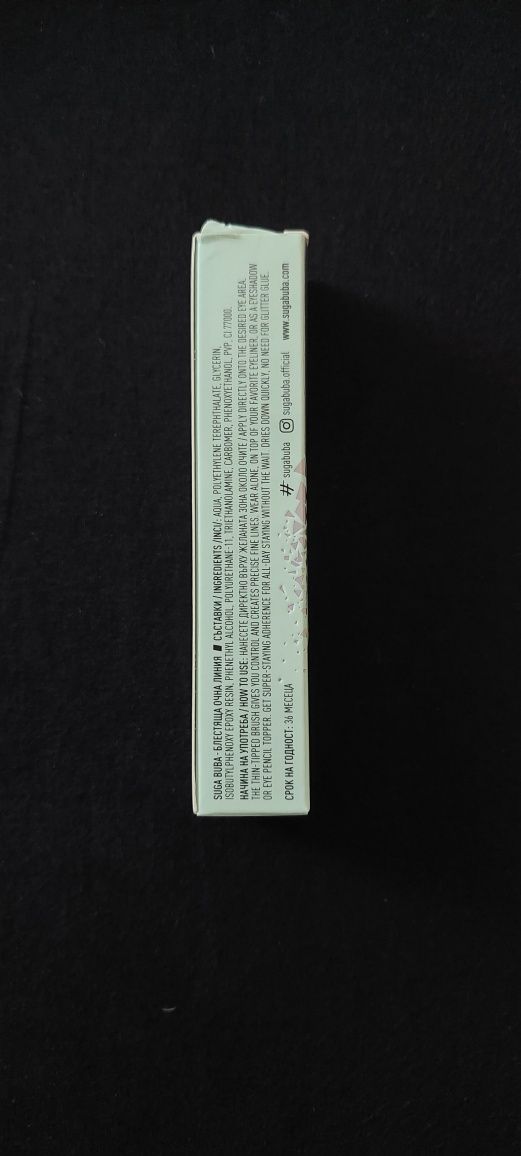 SUGA BUBA - БЛЕСТЯЩА ОЧНА ЛИНИЯ СЪСТАВКИ / INGREDIENTS /INCI/: AQUA, POLYETHYLENE TEREPHTHALATE, GLYCERIN,
ISOBUTYLPHENOXY EPOXY RESIN, PHENETHYL ALCOHOL, POLYURETHANE-11, TRIETHANOLAMINE, CARBOMER, PHENOXYETHANOL, PVP, CI 77000.
НАЧИНА НА УПОТРЕБА / HOW TO USE: НАНЕСЕТЕ ДИРЕКТНО ВЪРХУ ЖЕЛАНАТА ЗОНА ОКОЛО ОЧИТЕ / APPLY DIRECTLY ONTO THE DESIRED EYE AREA.
THE THIN-TIPPED BRUSH GIVES YOU CONTROL AND CREATES PRECISE FINE LINES. WEAR ALONE, ON TOP OF YOUR FAVORITE EYELINER, OR AS A EYESHADOW
OR EYE PENCIL TOPPER. GET SUPER-STAYING ADHERENCE FOR ALL-DAY STAYING WITHOUT THE WAIT. DRIES DOWN QUICKLY, NO NEED FOR GLITTER GLUE.
СРОК НА ГОДНОСТ: 36 МЕСЕЦА # sugabuba sugabuba.official www.sugabuba.com